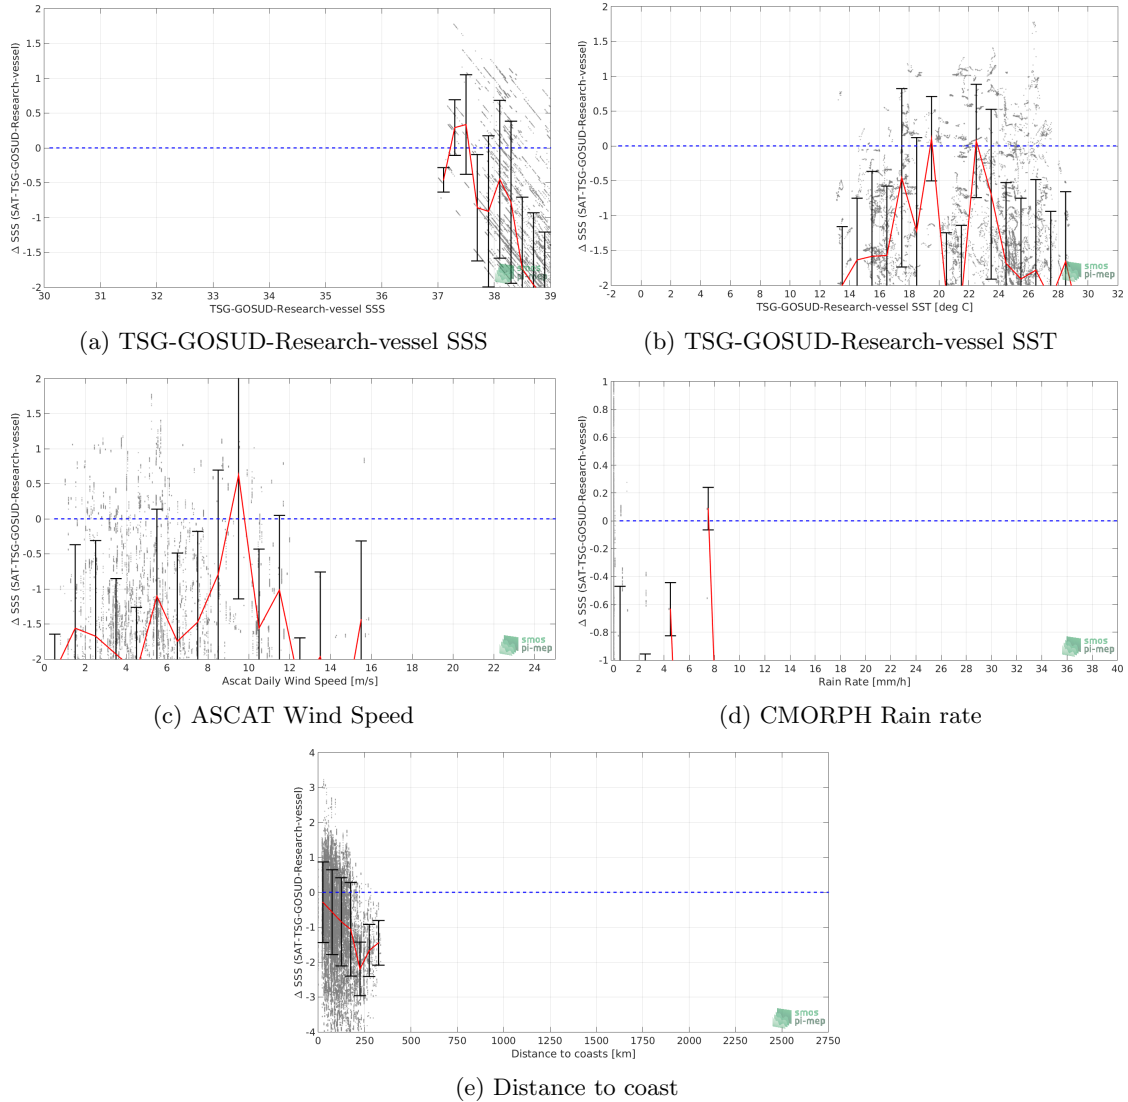 2
1.5
1
0.5
0
-0.5
-1
-1.5
-2
Δ SSS (SAT-TSG-GOSUD-Research-vessel)
30 31 32 33 34 35 36 37 38 39
TSG-GOSUD-Research-vessel SSS
smos
pi-mep
(a) TSG-GOSUD-Research-vessel SSS
2
1.5
1
0.5
0
-0.5
-1
-1.5
-2
Δ SSS (SAT-TSG-GOSUD-Research-vessel)
-2 0 2 4 6 8 10 12 14 16 18 20 22 24 26 28 30 32
TSG-GOSUD-Research-vessel SST [deg C]
smos
pi-mep
(b) TSG-GOSUD-Research-vessel SST
2
1.5
1
0.5
0
-0.5
-1
-1.5
-2
Δ SSS (SAT-TSG-GOSUD-Research-vessel)
0 2 4 6 8 10 12 14 16 18 20 22 24
Ascat Daily Wind Speed [m/s]
smos
pi-mep
(c) ASCAT Wind Speed
1
0.8
0.6
0.4
0.2
0
-0.2
-0.4
-0.6
-0.8
-1
Δ SSS (SAT-TSG-GOSUD-Research-vessel)
0 2 4 6 8 10 12 14 16 18 20 22 24 26 28 30 32 34 36 38 40
Rain Rate [mm/h]
smos
pi-mep
(d) CMORPH Rain rate
4
3
2
1
0
-1
-2
-3
-4
Δ SSS (SAT-TSG-GOSUD-Research-vessel)
0 250 500 750 1000 1250 1500 1750 2000 2250 2500 2750
Distance to coasts [km]
smos
pi-mep
(e) Distance to coast